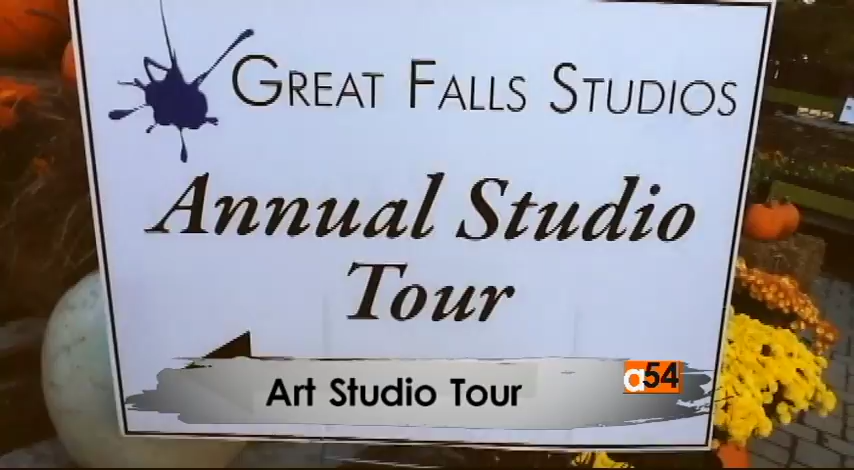 GREAT FALLS STUDIOS
Annual Studio
Tour
Art Studio Tour
a54